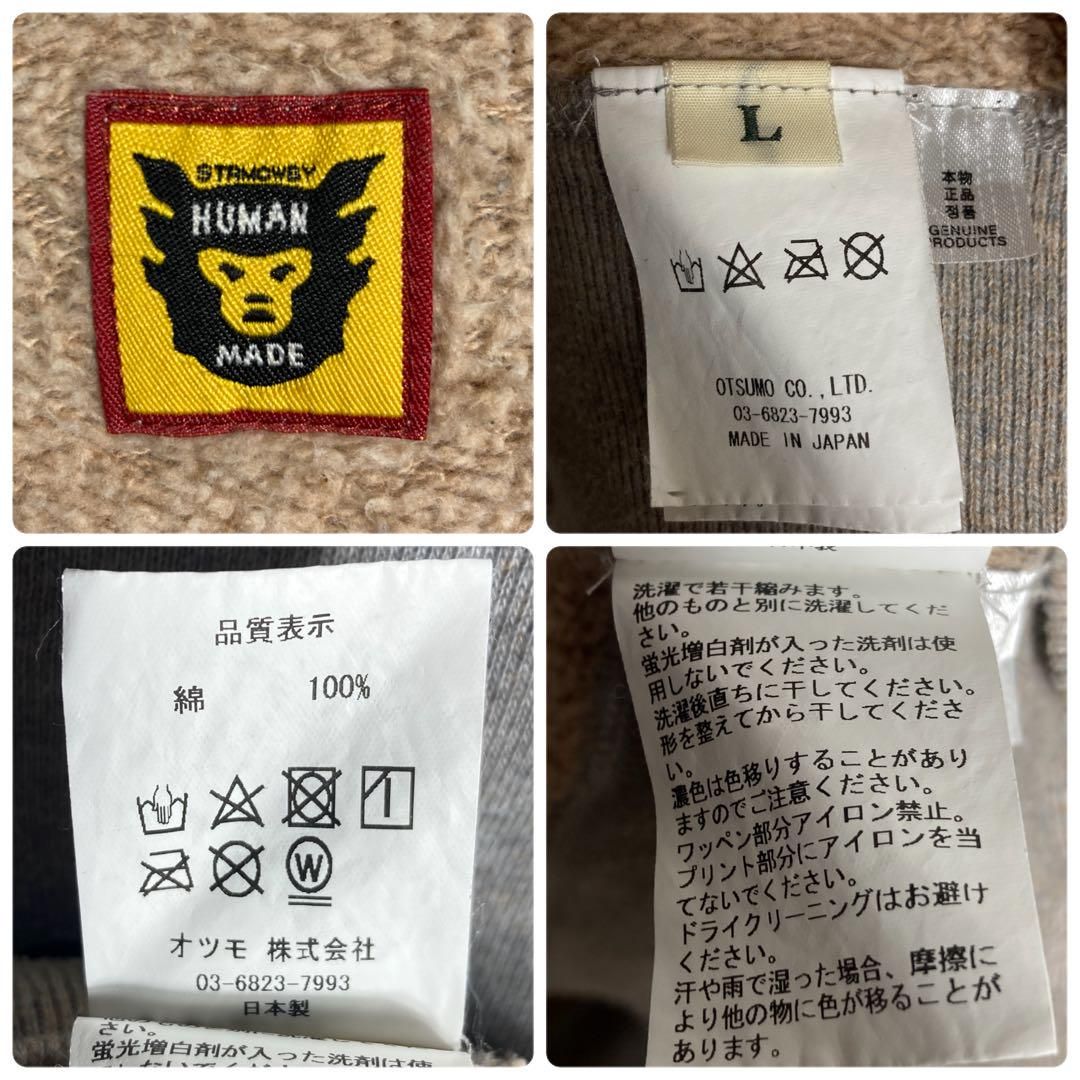 STRMCWBY
HUMAN
MADE
L
本物
正品
정품
GENUINE
PRODUCTS
OTSUMO CO.,LTD.
03-6823-7993
MADE IN JAPAN
品質表示
綿 100%
W
オツモ 株式会社
03-6823-7993
日本製
さい。
蛍光増白剤が入った洗剤は使
洗濯で若干縮みます。
他のものと別に洗濯してくだ
さい。
蛍光増白剤が入った洗剤は使
用しないでください。
洗濯後直ちに干してください。
形を整えてから干してくださ
い。
濃色は色移りすることがあり
ますのでご注意ください。
ワッペン部分アイロン禁止。
プリント部分にアイロンを当
てないでください。
ドライクリーニングはお避け
ください。
汗や雨で湿った場合、摩擦に
より他の物に色が移ることが
あります。